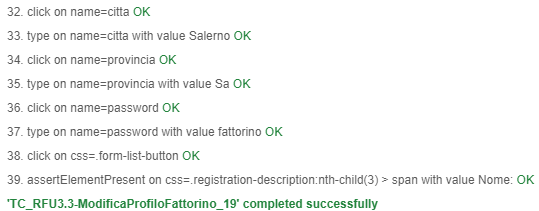 32. click on name=citta OK
33. type on name=citta with value Salerno OK
34. click on name=provincia OK
35. type on name=provincia with value Sa OK
36. click on name=password OK
37. type on name=password with value fattorino OK
38. click on css=.form-list-button OK
39. assertElementPresent on css=.registration-description:nth-child(3) > span with value Nome: OK
'TC_RFU3.3-ModificaProfiloFattorino_19' completed successfully